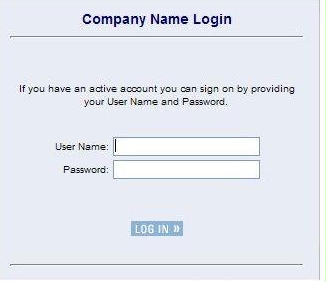 Company Name Login
If you have an active account you can sign on by providing
your User Name and Password.
User Name:
Password:
LOG IN »